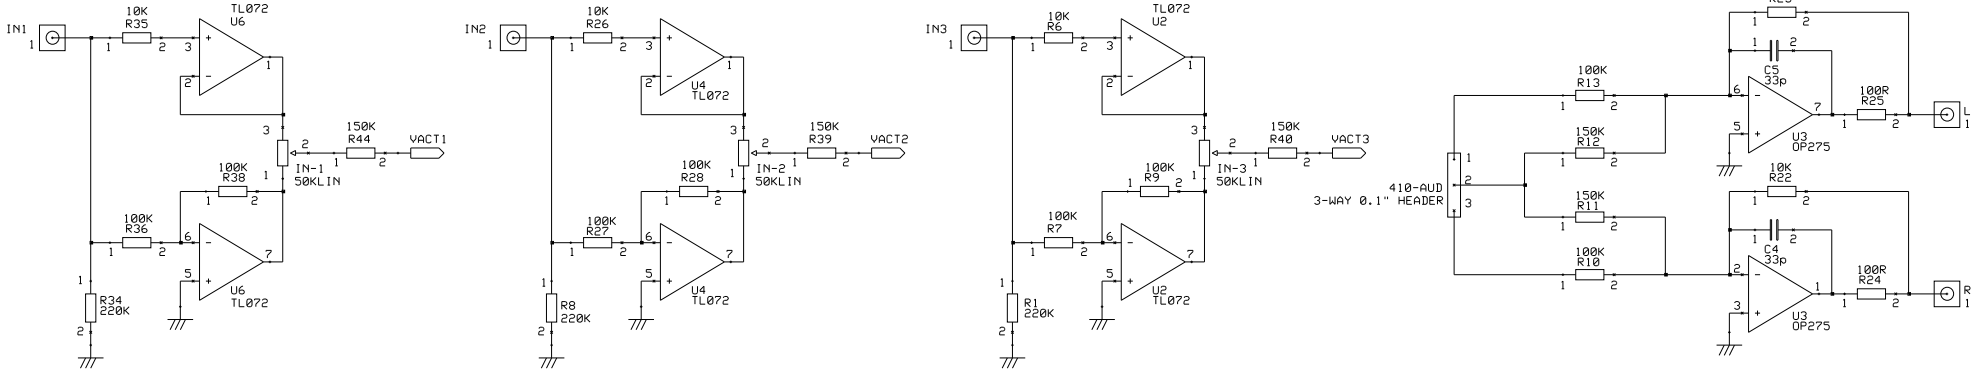 IN1
1
10K
R35
1
2
TL072
U6
3
2
1
3
2
1
IN-1
50KLIN
150K
R44
1
2
VACT1
100K
R38
1
2
100K
R36
1
2
6
5
7
U6
TL072
1
R34
220K
2
IN2
1
10K
R26
1
2
3
2
1
U4
TL072
3
2
1
IN-2
50KLIN
150K
R39
1
2
VACT2
100K
R28
1
2
100K
R27
1
2
6
5
7
U4
TL072
1
R8
220K
2
IN3
1
10K
R6
1
2
TL072
U2
3
2
1
3
2
1
IN-3
50KLIN
150K
R40
1
2
VACT3
100K
R9
1
2
100K
R7
1
2
6
5
7
U2
TL072
1
R1
220K
2
410-AUD
3-WAY 0.1" HEADER
1
2
3
100K
R13
1
2
150K
R12
1
2
150K
R11
1
2
100K
R10
1
2
1
2
1
2
C5
33p
6
5
7
U3
OP275
100R
R25
1
2
L
1
10K
R22
1
2
1
2
C4
33p
2
3
1
U3
OP275
100R
R24
1
2
R
1